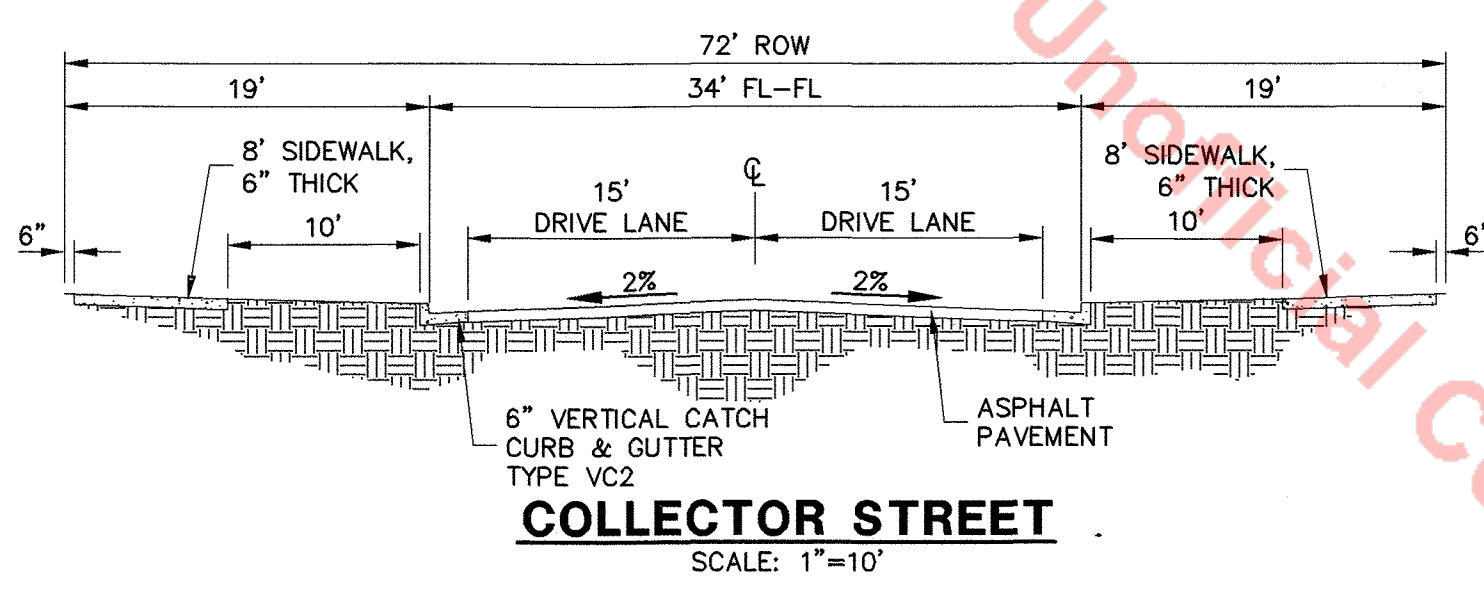 72' ROW
19'
34' FL-FL
19'
8' SIDEWALK,
6" THICK
8' SIDEWALK,
6" THICK
℄
15'
DRIVE LANE
15'
DRIVE LANE
10'
10'
6"
6"
2%
2%
6" VERTICAL CATCH
CURB & GUTTER
TYPE VC2
ASPHALT
PAVEMENT
COLLECTOR STREET
SCALE: 1"=10'
Unofficial